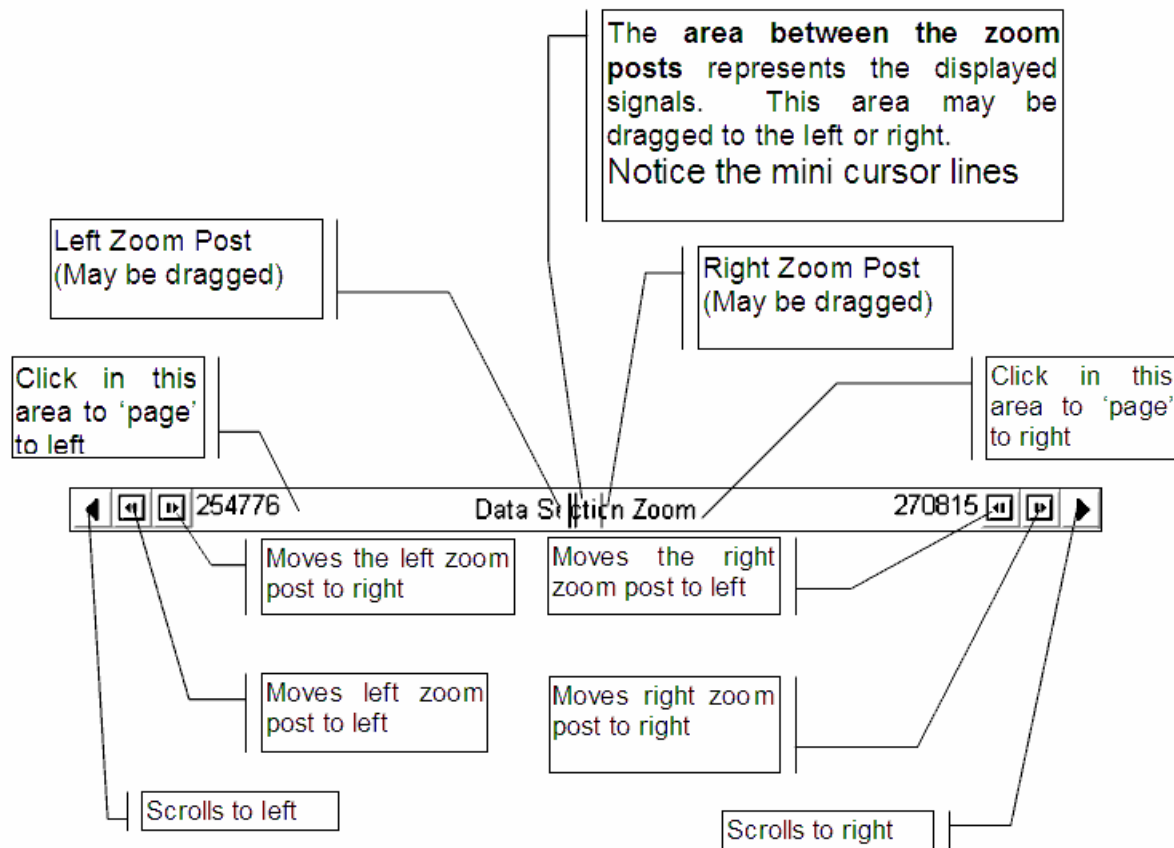 The area between the zoom
posts represents the displayed
signals. This area may be
dragged to the left or right.
Notice the mini cursor lines
Left Zoom Post
(May be dragged)
Right Zoom Post
(May be dragged)
Click in this
area to ‘page’
to left
Click in this
area to ‘page’
to right
254776 Data Section Zoom 270815
Moves the left zoom
post to right
Moves the right
zoom post to left
Moves left zoom
post to left
Moves right zoom
post to right
Scrolls to left
Scrolls to right